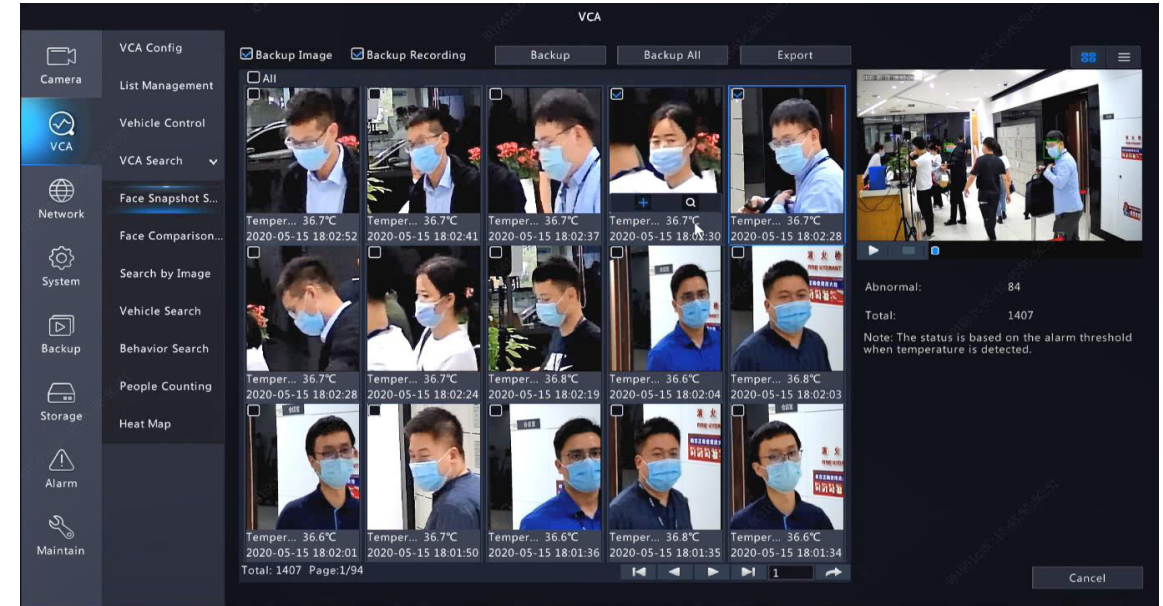 VCA
Camera
VCA
Network
System
Backup
Storage
Alarm
Maintain
VCA Config
List Management
Vehicle Control
VCA Search
Face Snapshot S...
Face Comparison...
Search by Image
Vehicle Search
Behavior Search
People Counting
Heat Map
Backup Image Backup Recording Backup Backup All Export
All
Temper... 36.7℃ Temper... 36.7℃ Temper... 36.7℃ Temper... 36.7℃ Temper... 36.7℃
2020-05-15 18:02:52 2020-05-15 18:02:41 2020-05-15 18:02:37 2020-05-15 18:02:30 2020-05-15 18:02:28
Temper... 36.7℃ Temper... 36.7℃ Temper... 36.8℃ Temper... 36.6℃ Temper... 36.8℃
2020-05-15 18:02:28 2020-05-15 18:02:24 2020-05-15 18:02:19 2020-05-15 18:02:04 2020-05-15 18:02:03
Temper... 36.6℃ Temper... 36.7℃ Temper... 36.6℃ Temper... 36.8℃ Temper... 36.6℃
2020-05-15 18:02:01 2020-05-15 18:01:50 2020-05-15 18:01:36 2020-05-15 18:01:35 2020-05-15 18:01:34
Total: 1407 Page:1/94
1
Abnormal: 84
Total: 1407
Note: The status is based on the alarm threshold
when temperature is detected.
Cancel